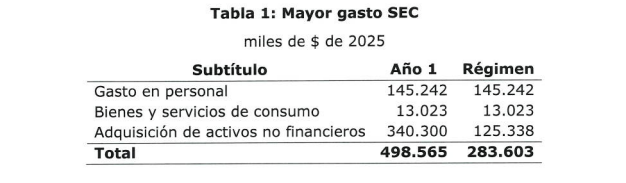 Tabla 1: Mayor gasto SEC
miles de $ de 2025
Subtítulo Año 1 Régimen
Gasto en personal 145.242 145.242
Bienes y servicios de consumo 13.023 13.023
Adquisición de activos no financieros 340.300 125.338
Total 498.565 283.603